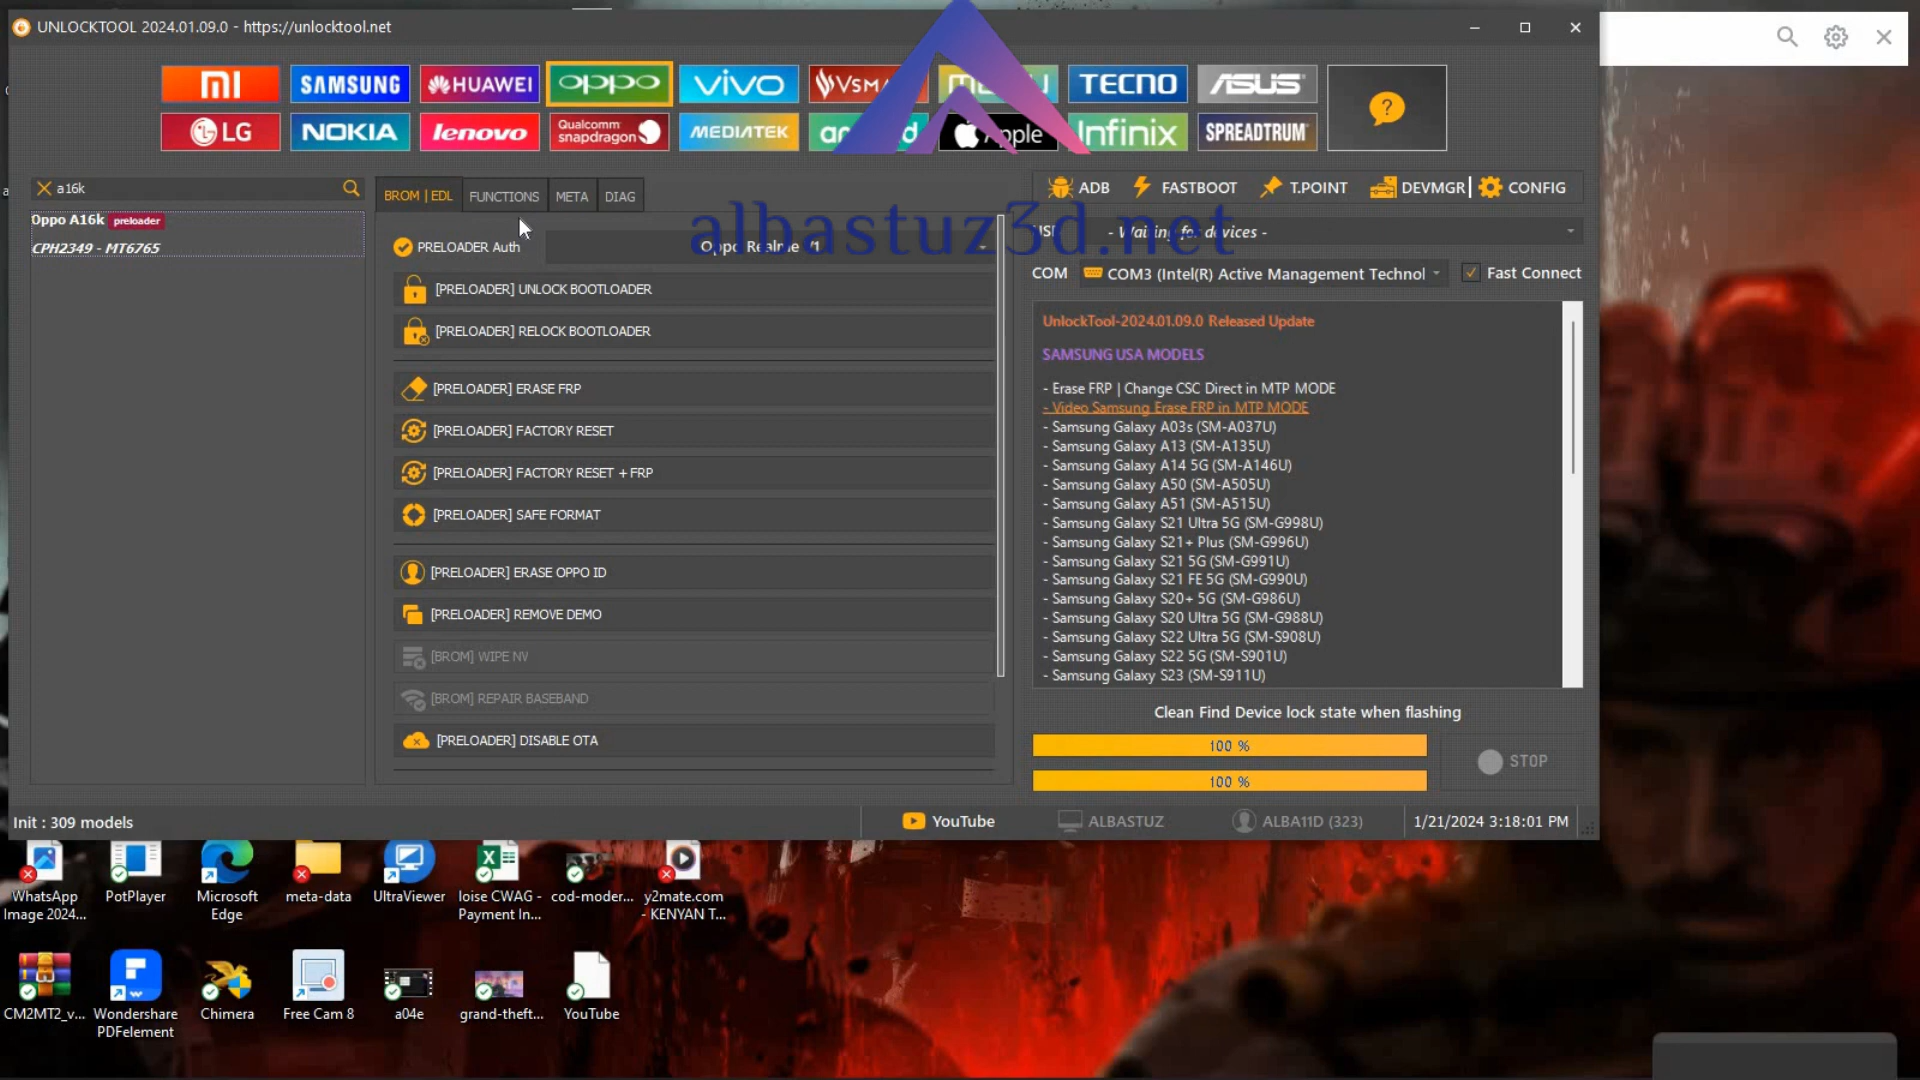 UNLOCKTOOL 2024.01.09.0 - https://unlocktool.net
mi
SAMSUNG
HUAWEI
oppo
vivo
TECNO
ASUS
LG
NOKIA
lenovo
Qualcomm
snapdragon
MEDIATEK
Apple
Infinix
SPREADTRUM
?
a16k
Oppo A16k preloader
CPH2349 - MT6765
BROM | EDL
FUNCTIONS
META
DIAG
PRELOADER Auth
Oppo Realme V1
[PRELOADER] UNLOCK BOOTLOADER
[PRELOADER] RELOCK BOOTLOADER
[PRELOADER] ERASE FRP
[PRELOADER] FACTORY RESET
[PRELOADER] FACTORY RESET + FRP
[PRELOADER] SAFE FORMAT
[PRELOADER] ERASE OPPO ID
[PRELOADER] REMOVE DEMO
[BROM] WIPE NV
[BROM] REPAIR BASEBAND
[PRELOADER] DISABLE OTA
albastuz3d.net
ADB
FASTBOOT
T.POINT
DEVMGR
CONFIG
- Waiting for devices -
COM
COM3 (Intel(R) Active Management Technol
Fast Connect
UnlockTool-2024.01.09.0 Released Update
SAMSUNG USA MODELS
- Erase FRP | Change CSC Direct in MTP MODE
- Video Samsung Erase FRP in MTP MODE
- Samsung Galaxy A03s (SM-A037U)
- Samsung Galaxy A13 (SM-A135U)
- Samsung Galaxy A14 5G (SM-A146U)
- Samsung Galaxy A50 (SM-A505U)
- Samsung Galaxy A51 (SM-A515U)
- Samsung Galaxy S21 Ultra 5G (SM-G998U)
- Samsung Galaxy S21+ Plus (SM-G996U)
- Samsung Galaxy S21 5G (SM-G991U)
- Samsung Galaxy S21 FE 5G (SM-G990U)
- Samsung Galaxy S20+ 5G (SM-G986U)
- Samsung Galaxy S20 Ultra 5G (SM-G988U)
- Samsung Galaxy S22 Ultra 5G (SM-S908U)
- Samsung Galaxy S22 5G (SM-S901U)
- Samsung Galaxy S23 (SM-S911U)
Clean Find Device lock state when flashing
100 %
100 %
STOP
Init : 309 models
YouTube
ALBASTUZ
ALBA11D (323)
1/21/2024 3:18:01 PM
WhatsApp
Image 2024...
PotPlayer
Microsoft
Edge
meta-data
UltraViewer
loise CWAG -
Payment In...
cod-moder...
y2mate.com
- KENYAN T...
CM2MT2_v...
Wondershare
PDFelement
Chimera
Free Cam 8
a04e
grand-theft...
YouTube